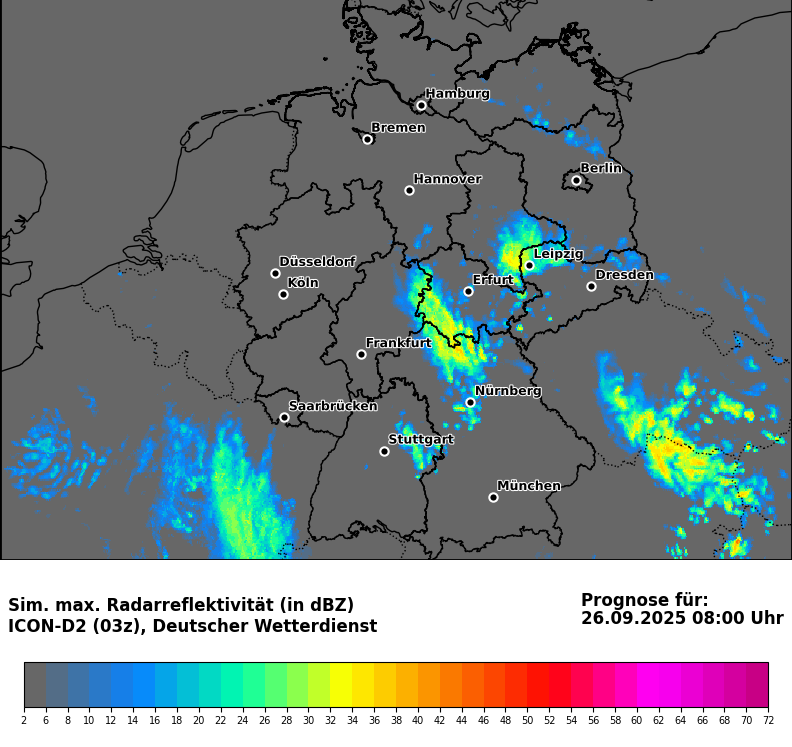 Hamburg
Bremen
Berlin
Hannover
Leipzig
Düsseldorf
Dresden
Köln
Erfurt
Frankfurt
Nürnberg
Saarbrücken
Stuttgart
München
Sim. max. Radarreflektivität (in dBZ)
ICON-D2 (03z), Deutscher Wetterdienst
Prognose für:
26.09.2025 08:00 Uhr
2 6 8 10 12 14 16 18 20 22 24 26 28 30 32 34 36 38 40 42 44 46 48 50 52 54 56 58 60 62 64 66 68 70 72